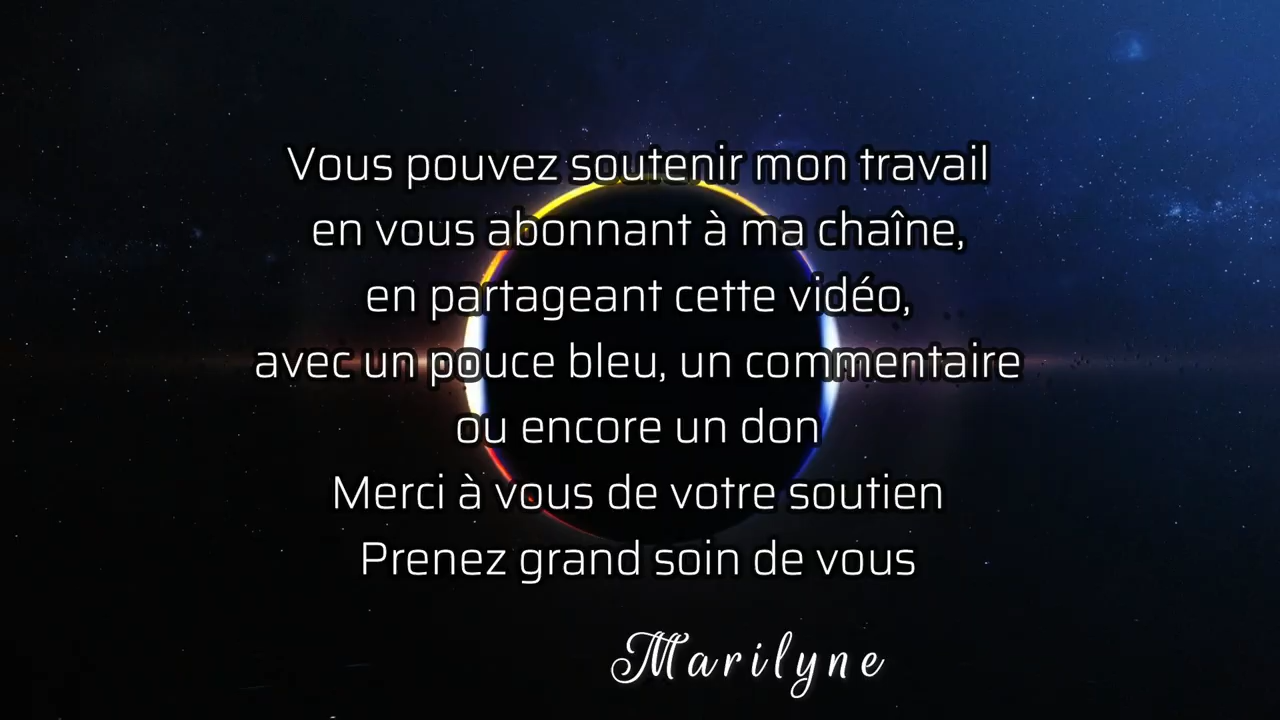 Vous pouvez soutenir mon travail
en vous abonnant à ma chaîne,
en partageant cette vidéo,
avec un pouce bleu, un commentaire
ou encore un don
Merci à vous de votre soutien
Prenez grand soin de vous
Marilyne